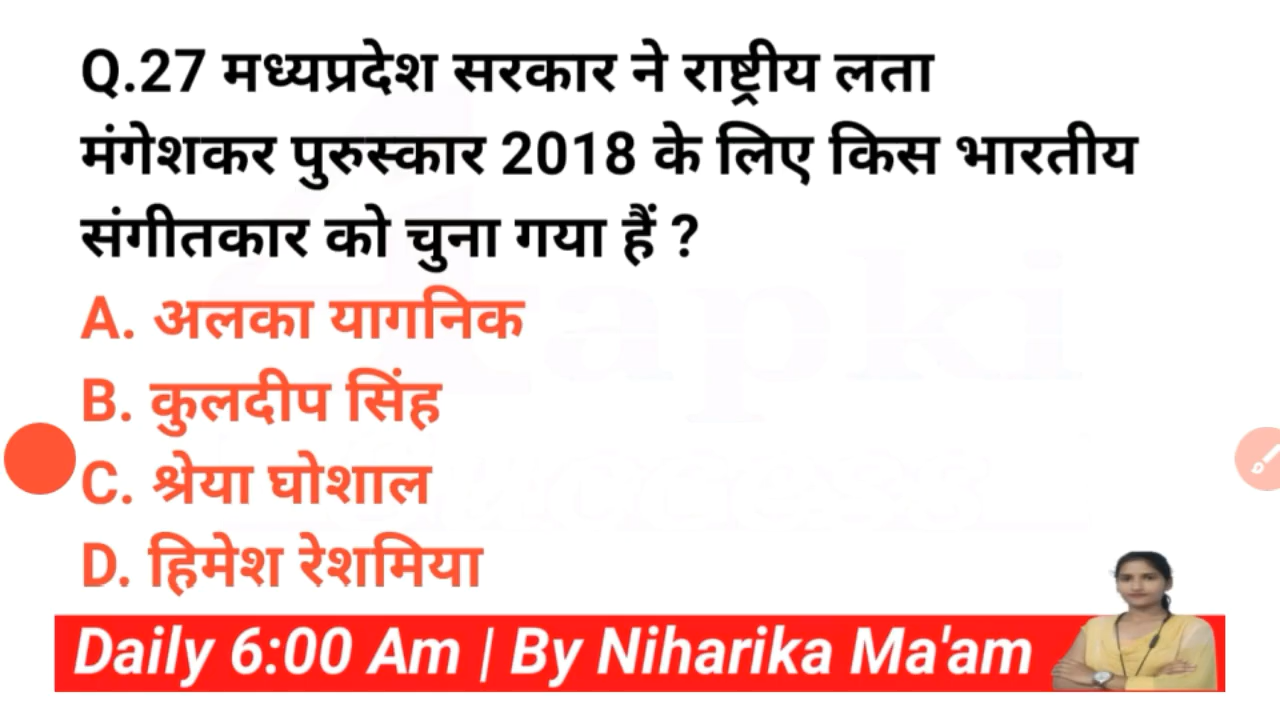 Q.27 मध्यप्रदेश सरकार ने राष्ट्रीय लता
मंगेशकर पुरुस्कार 2018 के लिए किस भारतीय
संगीतकार को चुना गया हैं ?
A. अलका यागनिक
B. कुलदीप सिंह
C. श्रेया घोशाल
D. हिमेश रेशमिया
Daily 6:00 Am | By Niharika Ma'am